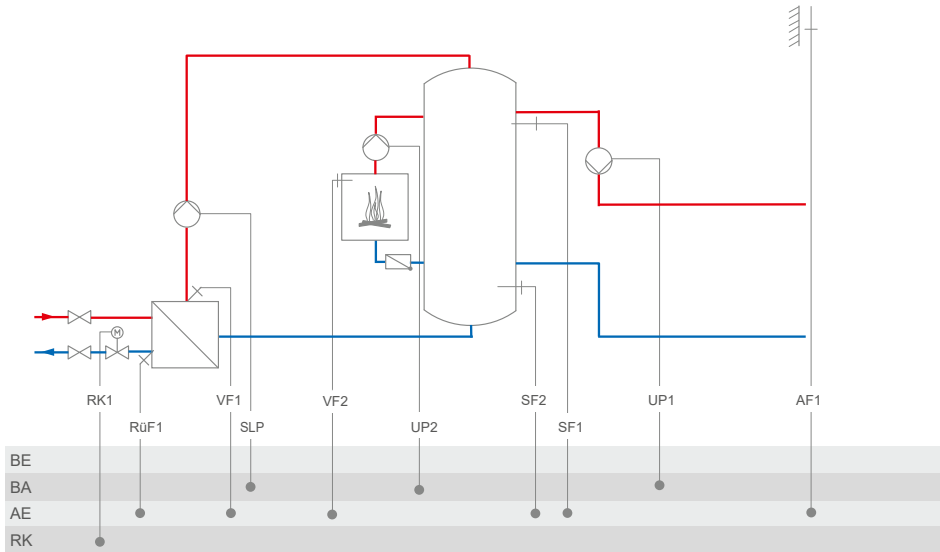 M
RK1 VF1 VF2 SF2 UP1 AF1
RüF1 SLP UP2 SF1
BE
BA
AE
RK